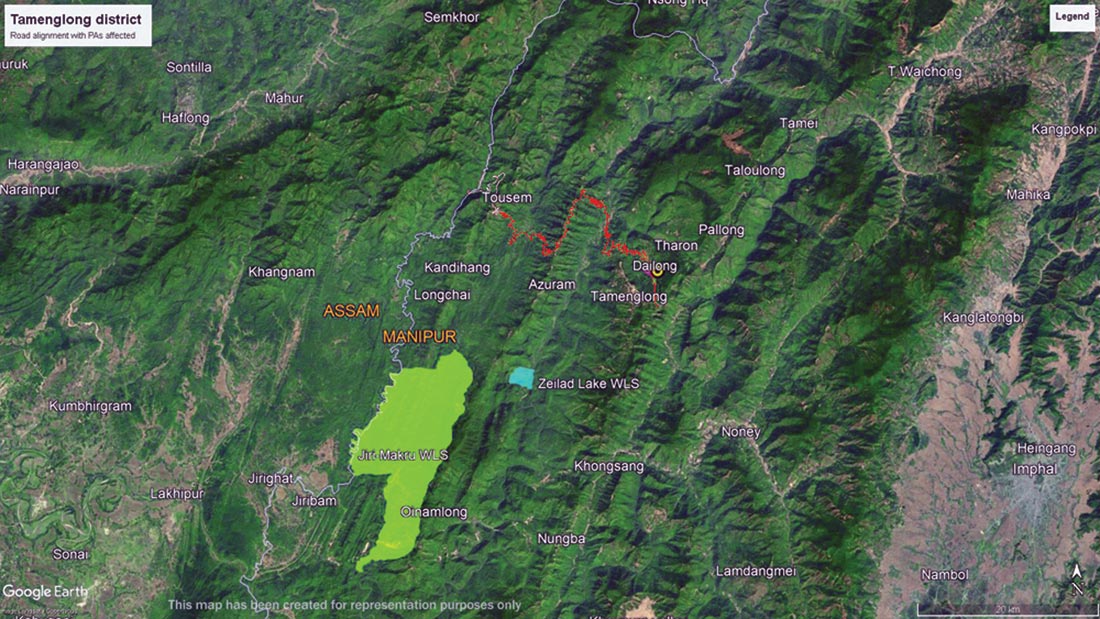 Tamenglong district
Road alignment with PAs affected
Legend
Semkhor
Sontilla
Mahur
Haflong
T Waichong
Tamei
Kangpokpi
Harangajao
Narainpur
Taloulong
Mahika
Tousem
Pallong
Tharon
Dailong
Khangnam
Kandihang
Azuram
Longchai
Tamenglong
ASSAM
MANIPUR
Kanglatongbi
Zeilad Lake WLS
Kumbhirgram
Noney
Jiri Makru WLS
Khongsang
Heingang
Imphal
Jirighat
Lakhipur
Jiribam
Oinamlong
Nungba
Sonai
Lamdangmei
Nambol
Google Earth
This map has been created for representation purposes only
N
20 km